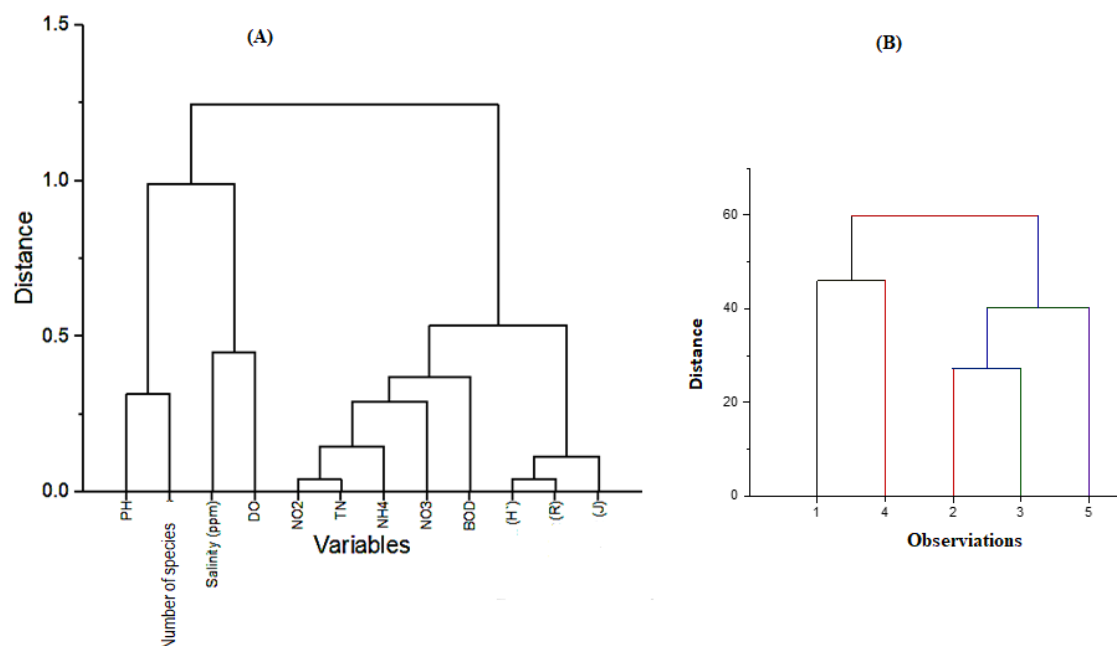 (A)
1.5
1.0
0.5
0.0
Distance
PH
Number of species
Salinity (ppm)
DO
NO2
TN
NH4
NO3
BOD
(H')
(R)
(J)
Variables
(B)
60
40
20
0
Distance
1 4 2 3 5
Observiations